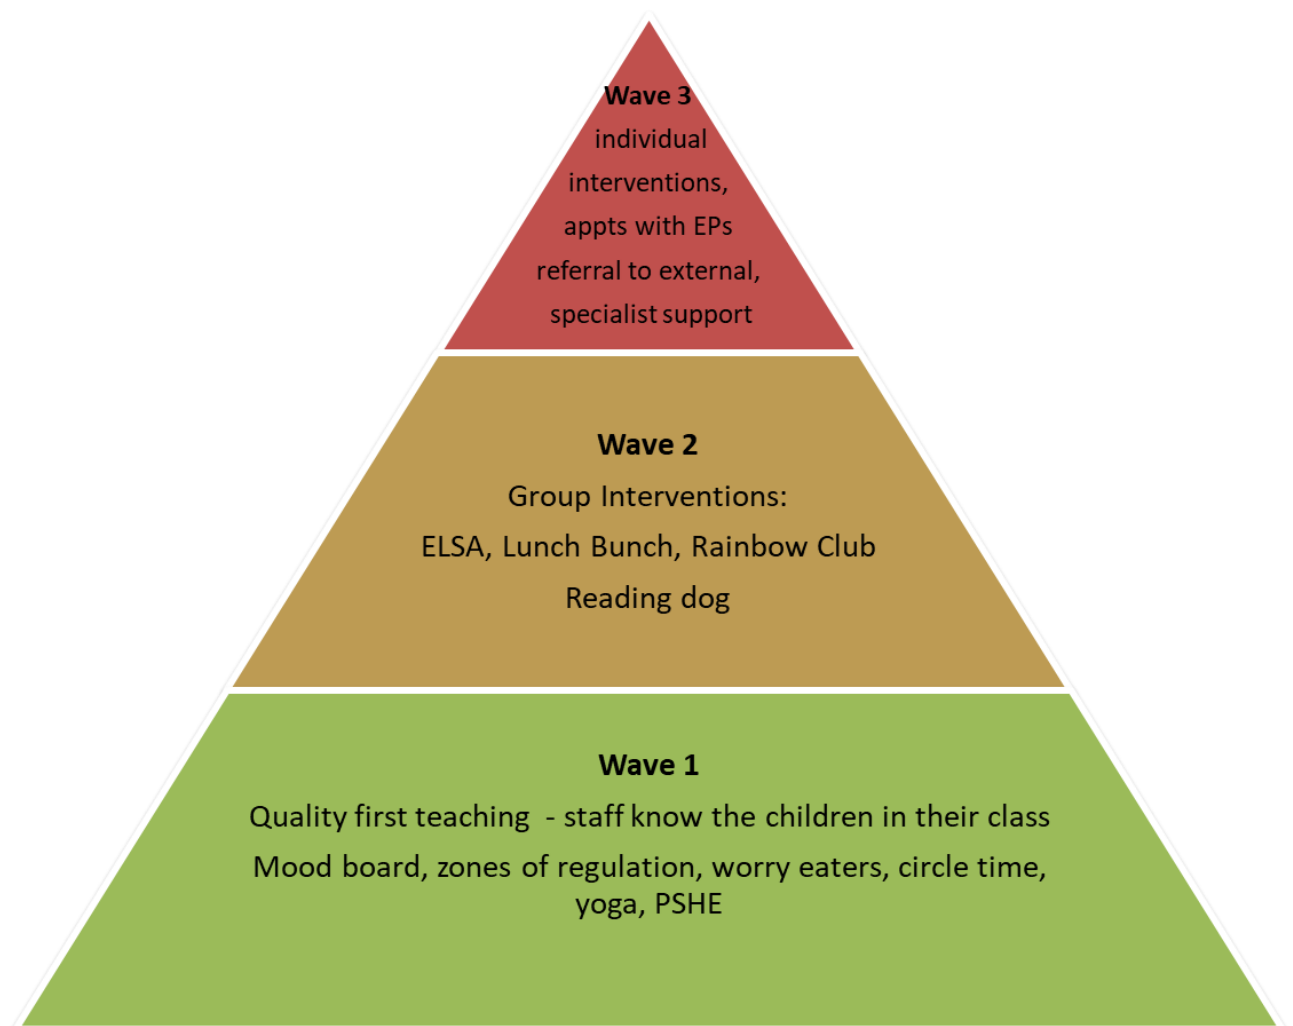 Wave 3
individual
interventions,
appts with EPs
referral to external,
specialist support
Wave 2
Group Interventions:
ELSA, Lunch Bunch, Rainbow Club
Reading dog
Wave 1
Quality first teaching  - staff know the children in their class
Mood board, zones of regulation, worry eaters, circle time,
yoga, PSHE